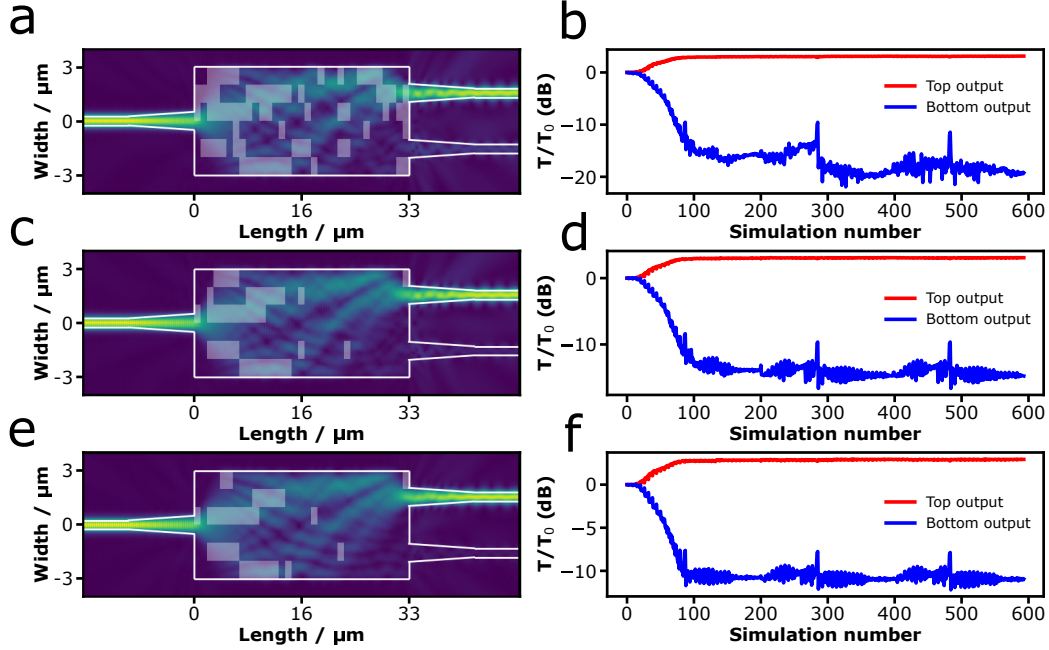 a
Width / μm
3
0
-3
0
16
33
Length / μm
b
T/T0 (dB)
0
−10
−20
0
100
200
300
400
500
600
Simulation number
Top output
Bottom output
c
Width / μm
3
0
-3
0
16
33
Length / μm
d
T/T0 (dB)
0
−10
0
100
200
300
400
500
600
Simulation number
Top output
Bottom output
e
Width / μm
3
0
-3
0
16
33
Length / μm
f
T/T0 (dB)
0
−5
−10
0
100
200
300
400
500
600
Simulation number
Top output
Bottom output